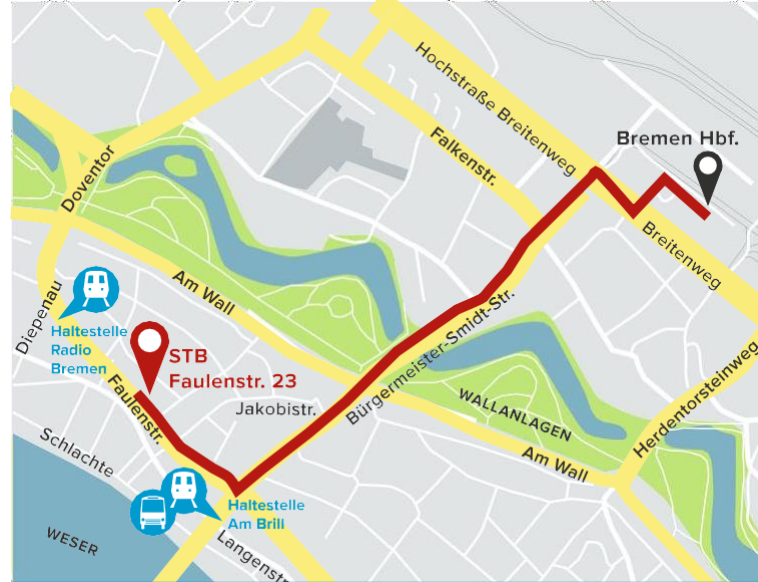 Hochstraße Breitenweg
Bremen Hbf.
Falkenstr.
Doventor
Breitenweg
Am Wall
Diepenau
Haltestelle
Radio
Bremen
STB
Faulenstr. 23
Bürgermeister-Smidt-Str.
Herdentorsteinweg
Faulenstr.
Jakobistr.
WALLANLAGEN
Schlachte
Am Wall
Haltestelle
Am Brill
WESER
Langenstr